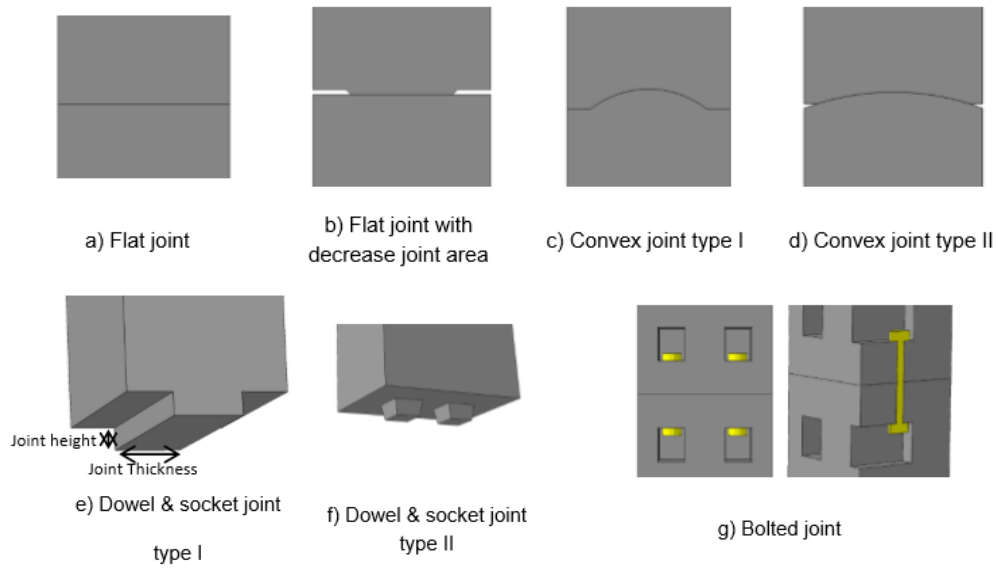 a) Flat joint
b) Flat joint with
decrease joint area
c) Convex joint type I
d) Convex joint type II
Joint height
Joint Thickness
e) Dowel & socket joint
type I
f) Dowel & socket joint
type II
g) Bolted joint